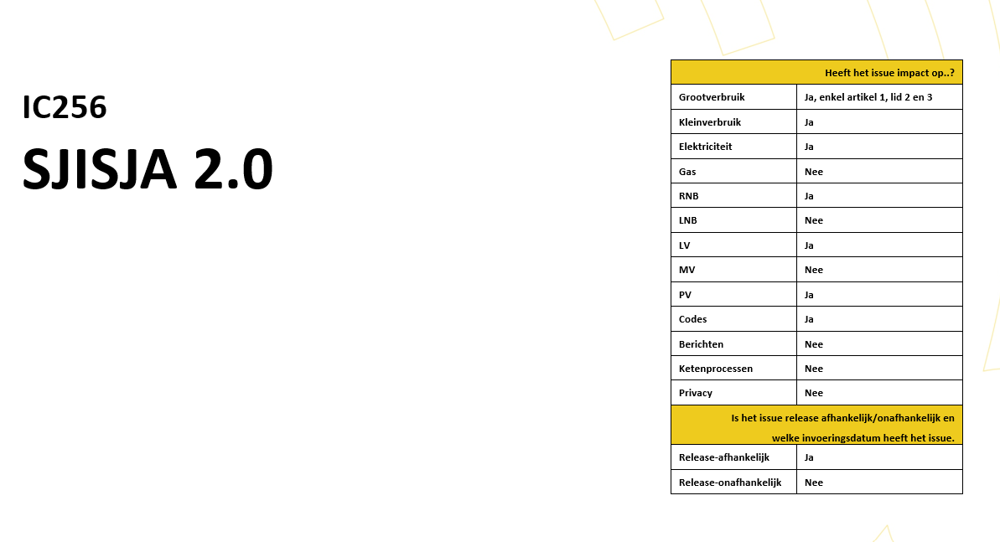 IC256
SJISJA 2.0
Heeft het issue impact op..?
Grootverbruik Ja, enkel artikel 1, lid 2 en 3
Kleinverbruik Ja
Elektriciteit Ja
Gas Nee
RNB Ja
LNB Nee
LV Ja
MV Nee
PV Ja
Codes Ja
Berichten Nee
Ketenprocessen Nee
Privacy Nee
Is het issue release afhankelijk/onafhankelijk en
welke invoeringsdatum heeft het issue.
Release-afhankelijk Ja
Release-onafhankelijk Nee